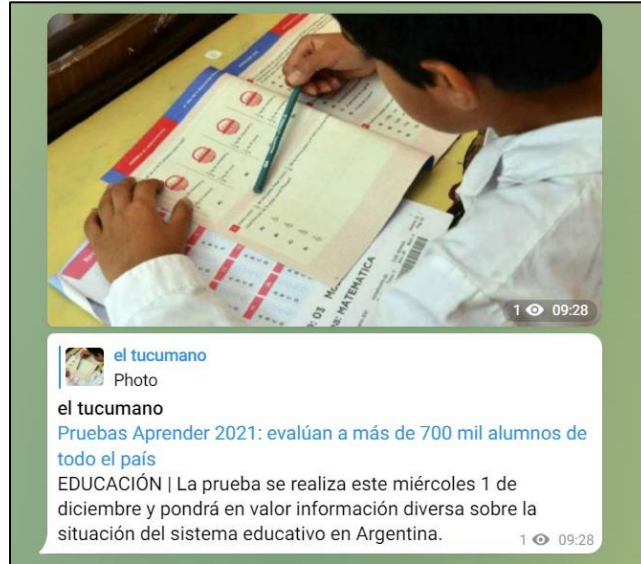 MATEMATICA
1 09:28
el tucumano
Photo
el tucumano
Pruebas Aprender 2021: evalúan a más de 700 mil alumnos de
todo el país
EDUCACIÓN | La prueba se realiza este miércoles 1 de
diciembre y pondrá en valor información diversa sobre la
situación del sistema educativo en Argentina.
1 09:28